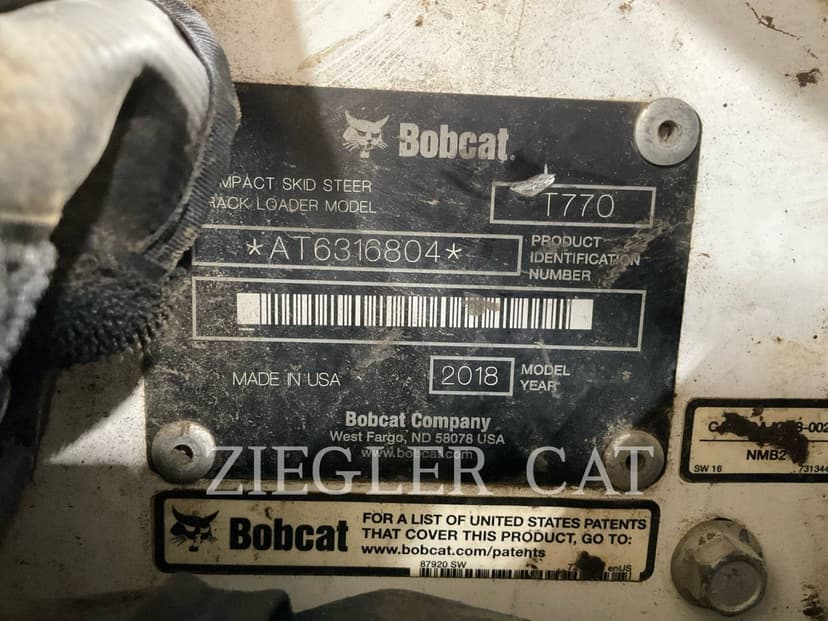 Bobcat
MPACT SKID STEER
RACK LOADER MODEL
T770
*AT6316804*
PRODUCT
IDENTIFICATION
NUMBER
MADE IN USA
2018
MODEL
YEAR
Bobcat Company
West Fargo, ND 58078 USA
www.bobcat.com
ZIEGLER CAT
NMB2
SW 16
Bobcat
FOR A LIST OF UNITED STATES PATENTS
THAT COVER THIS PRODUCT, GO TO:
www.bobcat.com/patents
87920 SW
enUS